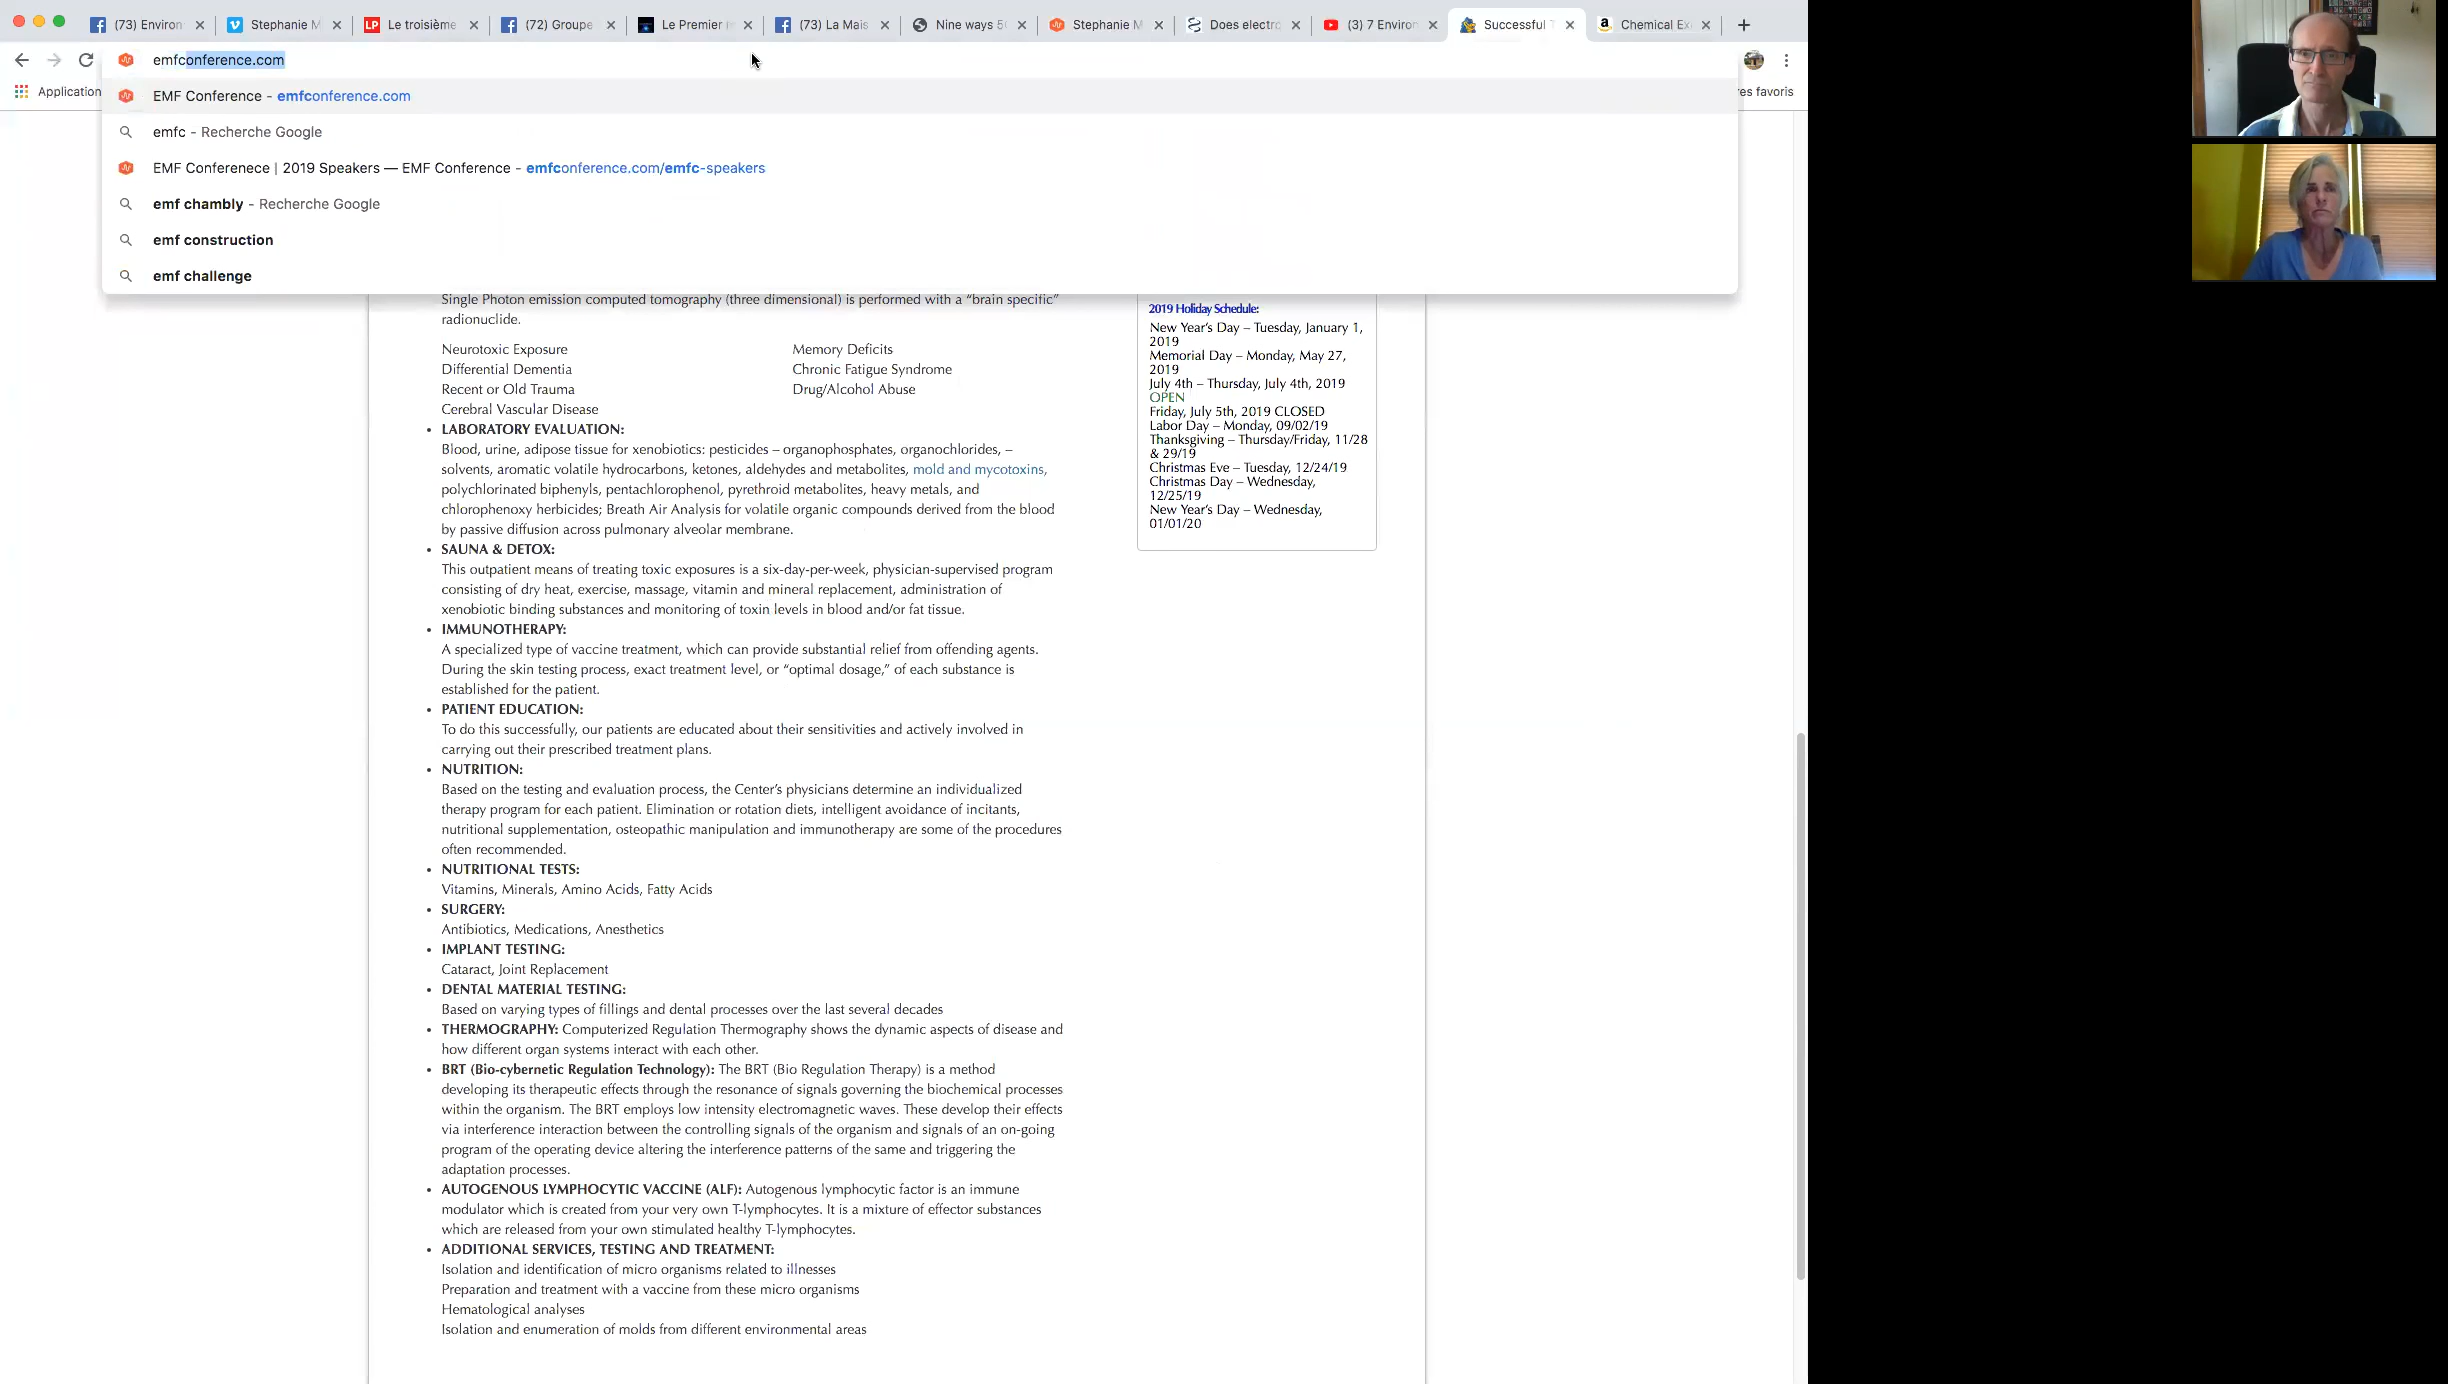 (73) Environ
Stephanie M
Le troisième
(72) Groupe
Le Premier
(73) La Mais
Nine ways 5
Stephanie M
Does electro
(3) 7 Environ
Successful T
Chemical Ex
emfconference.com
Application
res favoris
EMF Conference - emfconference.com
emfc - Recherche Google
EMF Conferenece | 2019 Speakers — EMF Conference - emfconference.com/emfc-speakers
emf chambly - Recherche Google
emf construction
emf challenge
Single Photon emission computed tomography (three dimensional) is performed with a “brain specific”
radionuclide.
Neurotoxic Exposure
Differential Dementia
Recent or Old Trauma
Cerebral Vascular Disease
Memory Deficits
Chronic Fatigue Syndrome
Drug/Alcohol Abuse
• LABORATORY EVALUATION:
Blood, urine, adipose tissue for xenobiotics: pesticides – organophosphates, organochlorides, –
solvents, aromatic volatile hydrocarbons, ketones, aldehydes and metabolites, mold and mycotoxins,
polychlorinated biphenyls, pentachlorophenol, pyrethroid metabolites, heavy metals, and
chlorophenoxy herbicides; Breath Air Analysis for volatile organic compounds derived from the blood
by passive diffusion across pulmonary alveolar membrane.
• SAUNA & DETOX:
This outpatient means of treating toxic exposures is a six-day-per-week, physician-supervised program
consisting of dry heat, exercise, massage, vitamin and mineral replacement, administration of
xenobiotic binding substances and monitoring of toxin levels in blood and/or fat tissue.
• IMMUNOTHERAPY:
A specialized type of vaccine treatment, which can provide substantial relief from offending agents.
During the skin testing process, exact treatment level, or “optimal dosage,” of each substance is
established for the patient.
• PATIENT EDUCATION:
To do this successfully, our patients are educated about their sensitivities and actively involved in
carrying out their prescribed treatment plans.
• NUTRITION:
Based on the testing and evaluation process, the Center’s physicians determine an individualized
therapy program for each patient. Elimination or rotation diets, intelligent avoidance of incitants,
nutritional supplementation, osteopathic manipulation and immunotherapy are some of the procedures
often recommended.
• NUTRITIONAL TESTS:
Vitamins, Minerals, Amino Acids, Fatty Acids
• SURGERY:
Antibiotics, Medications, Anesthetics
• IMPLANT TESTING:
Cataract, Joint Replacement
• DENTAL MATERIAL TESTING:
Based on varying types of fillings and dental processes over the last several decades
• THERMOGRAPHY: Computerized Regulation Thermography shows the dynamic aspects of disease and
how different organ systems interact with each other.
• BRT (Bio-cybernetic Regulation Technology): The BRT (Bio Regulation Therapy) is a method
developing its therapeutic effects through the resonance of signals governing the biochemical processes
within the organism. The BRT employs low intensity electromagnetic waves. These develop their effects
via interference interaction between the controlling signals of the organism and signals of an on-going
program of the operating device altering the interference patterns of the same and triggering the
adaptation processes.
• AUTOGENOUS LYMPHOCYTIC VACCINE (ALF): Autogenous lymphocytic factor is an immune
modulator which is created from your very own T-lymphocytes. It is a mixture of effector substances
which are released from your own stimulated healthy T-lymphocytes.
• ADDITIONAL SERVICES, TESTING AND TREATMENT:
Isolation and identification of micro organisms related to illnesses
Preparation and treatment with a vaccine from these micro organisms
Hematological analyses
Isolation and enumeration of molds from different environmental areas
2019 Holiday Schedule:
New Year’s Day – Tuesday, January 1,
2019
Memorial Day – Monday, May 27,
2019
July 4th – Thursday, July 4th, 2019
OPEN
Friday, July 5th, 2019 CLOSED
Labor Day – Monday, 09/02/19
Thanksgiving – Thursday/Friday, 11/28
& 29/19
Christmas Eve – Tuesday, 12/24/19
Christmas Day – Wednesday,
12/25/19
New Year’s Day – Wednesday,
01/01/20